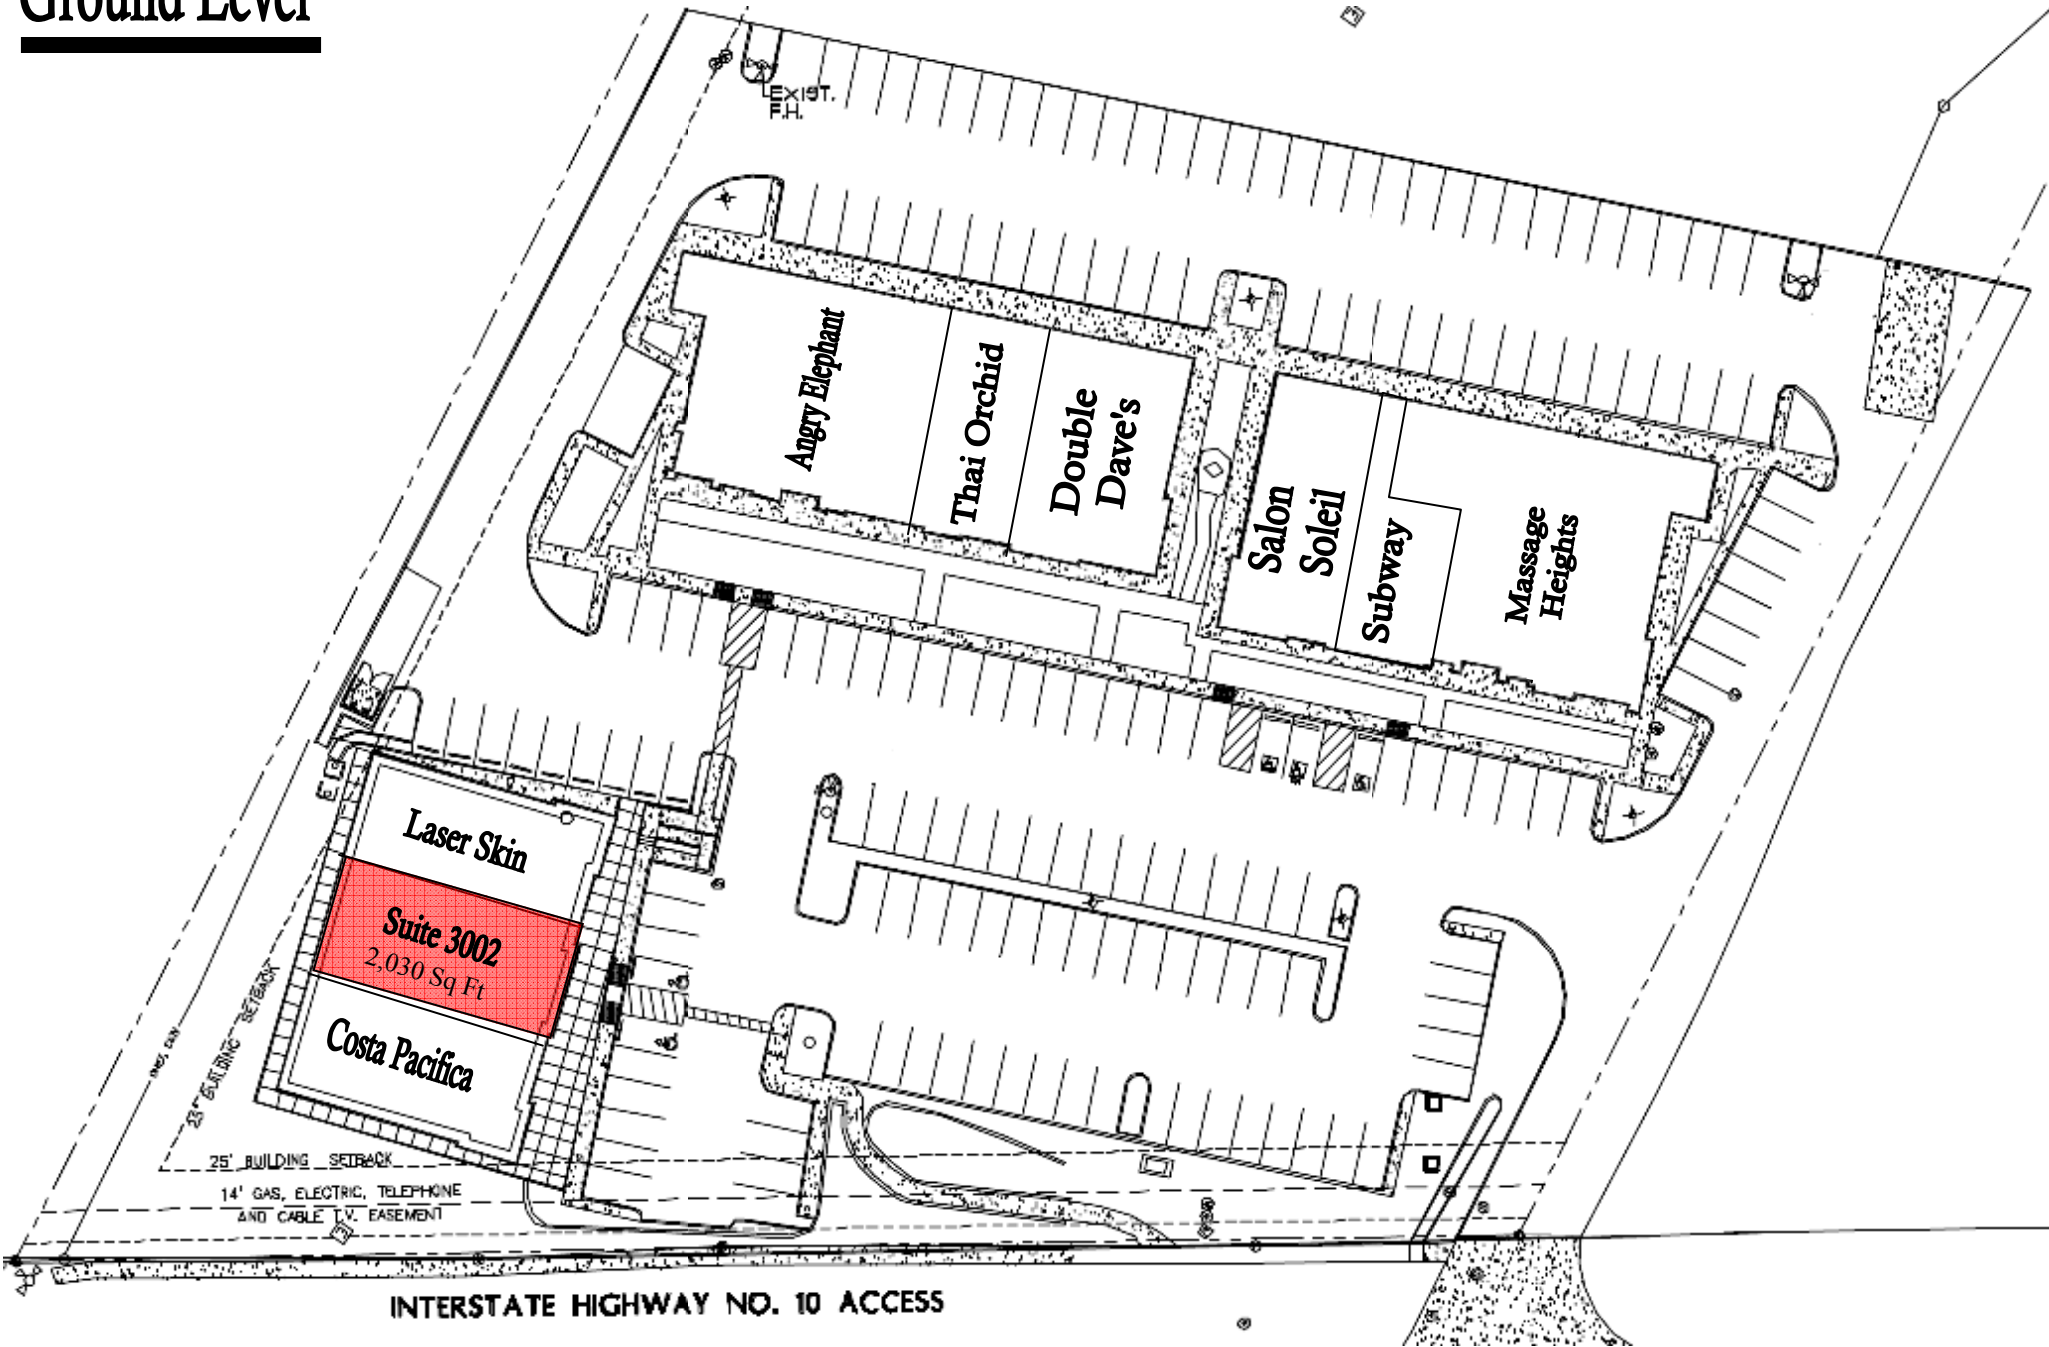 Ground Level
EXIST.
F.H.
Angry Elephant
Thai Orchid
Double
Dave's
Salon
Soleil
Subway
Massage
Heights
Laser Skin
Suite 3002
2,030 Sq Ft
Costa Pacifica
BUILDING SETBACK
25' BUILDING SETBACK
14' GAS, ELECTRIC, TELEPHONE
AND CABLE T.V. EASEMENT
INTERSTATE HIGHWAY NO. 10 ACCESS